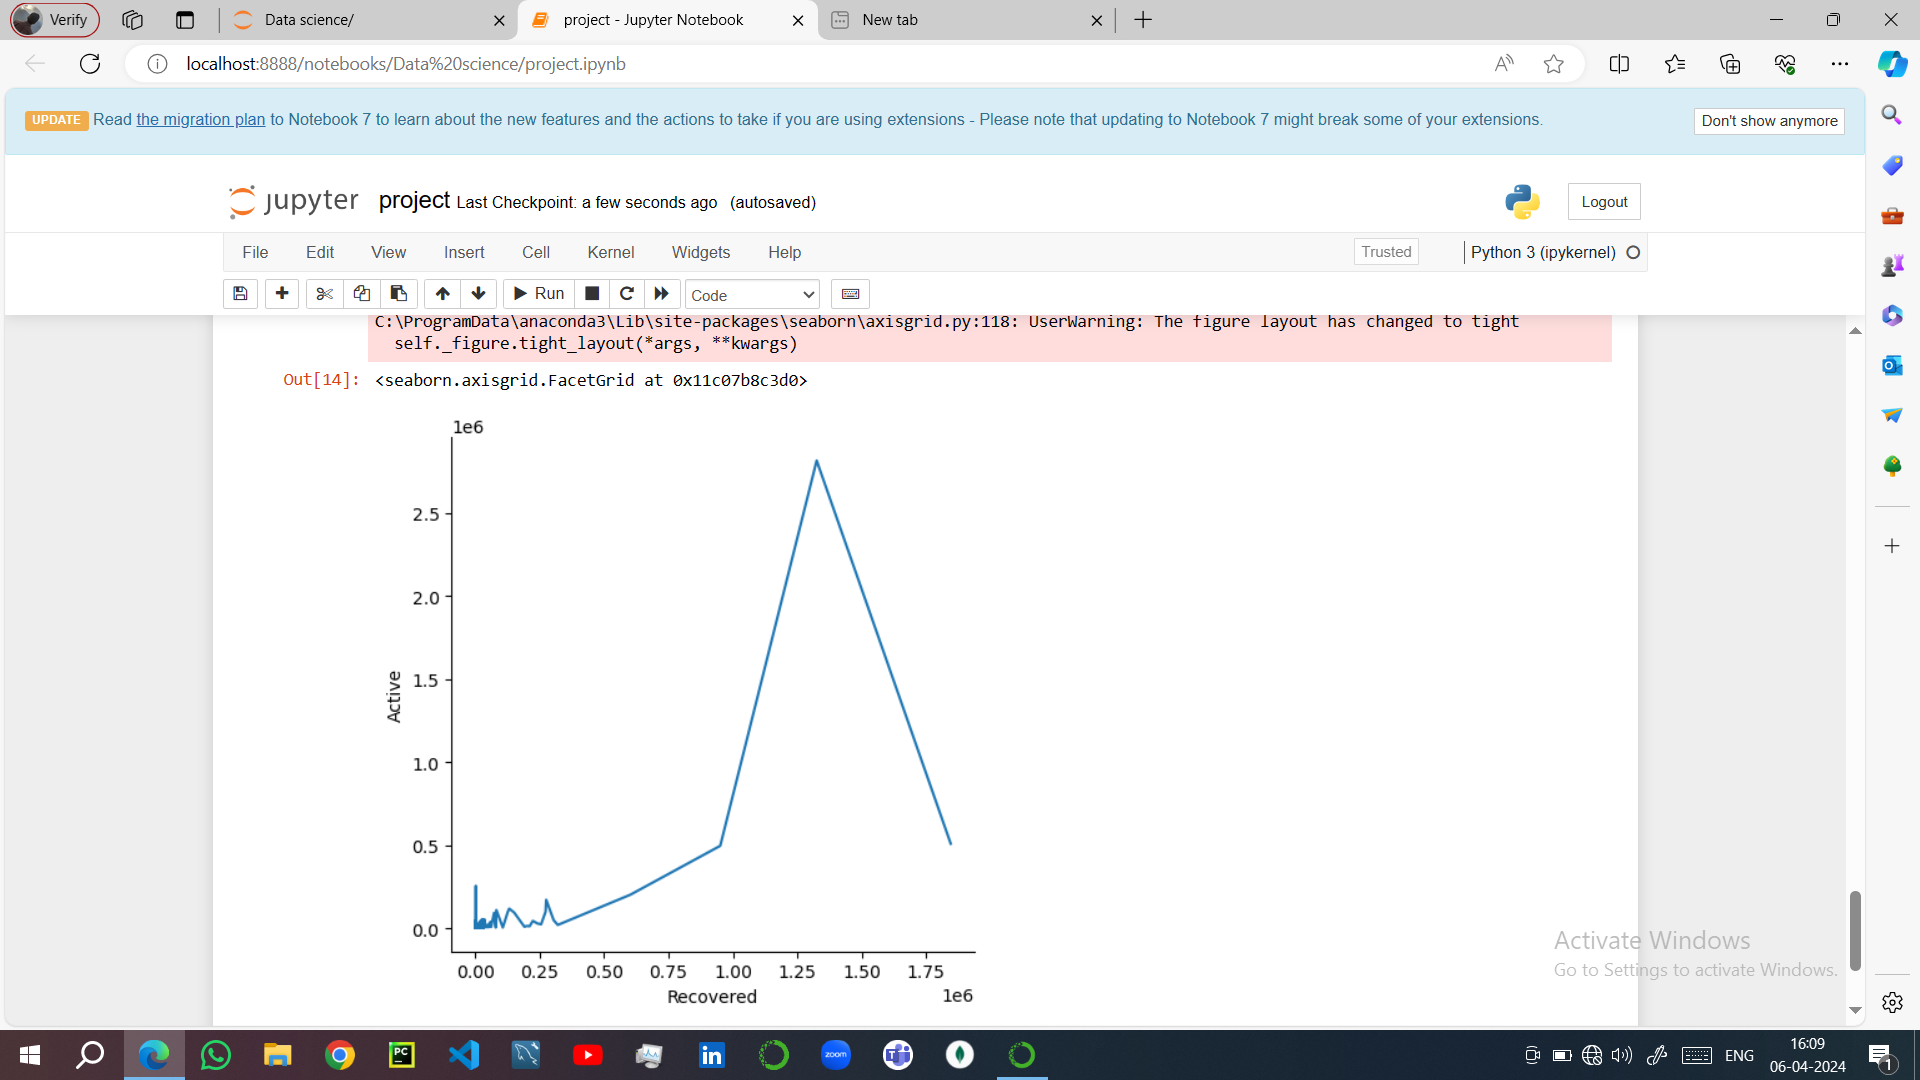 Verify
Data science/
project - Jupyter Notebook
New tab
localhost:8888/notebooks/Data%20science/project.ipynb
UPDATE Read the migration plan to Notebook 7 to learn about the new features and the actions to take if you are using extensions - Please note that updating to Notebook 7 might break some of your extensions.
Don't show anymore
jupyter project Last Checkpoint: a few seconds ago (autosaved)
Logout
File Edit View Insert Cell Kernel Widgets Help
Trusted
Python 3 (ipykernel)
Run
Code
C:\ProgramData\anaconda3\Lib\site-packages\seaborn\axisgrid.py:118: UserWarning: The figure layout has changed to tight
self._figure.tight_layout(*args, **kwargs)
Out[14]: <seaborn.axisgrid.FacetGrid at 0x11c07b8c3d0>
1e6
2.5
2.0
1.5
1.0
0.5
0.0
Active
0.00 0.25 0.50 0.75 1.00 1.25 1.50 1.75
Recovered
1e6
Activate Windows
Go to Settings to activate Windows.
PC
in
zoom
ENG
16:09
06-04-2024
1